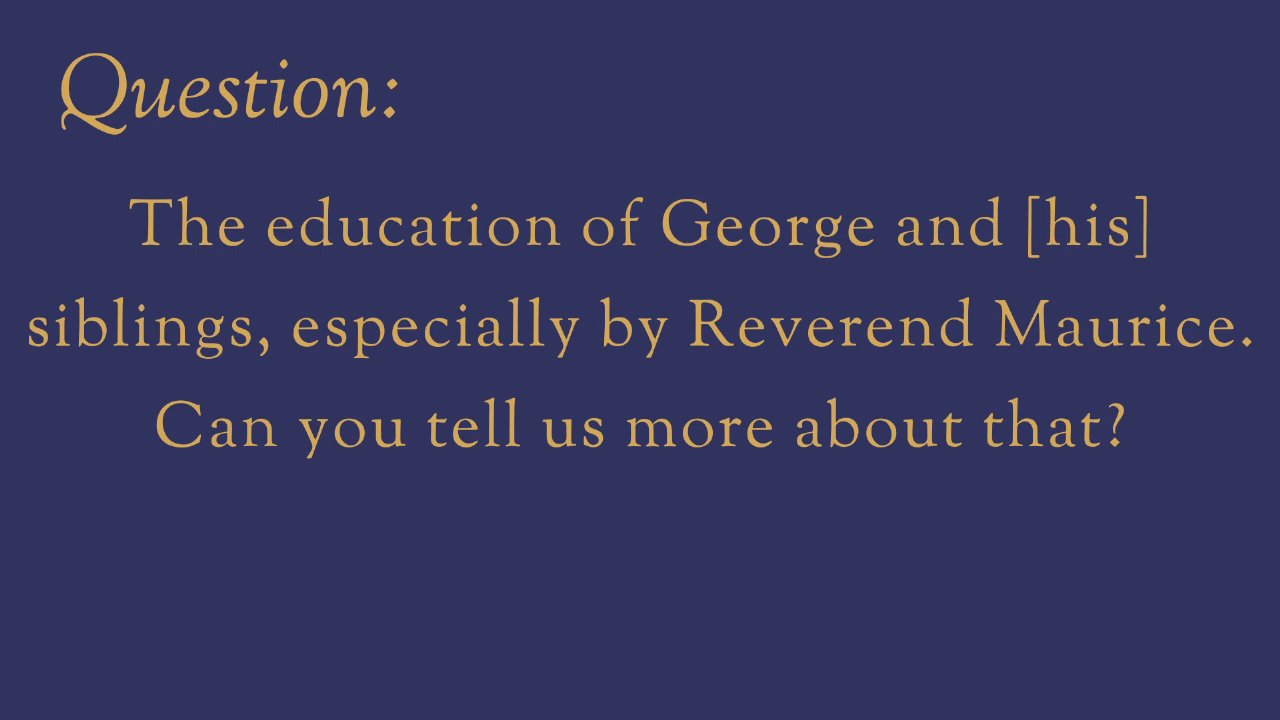 Question:
The education of George and [his]
siblings, especially by Reverend Maurice.
Can you tell us more about that?